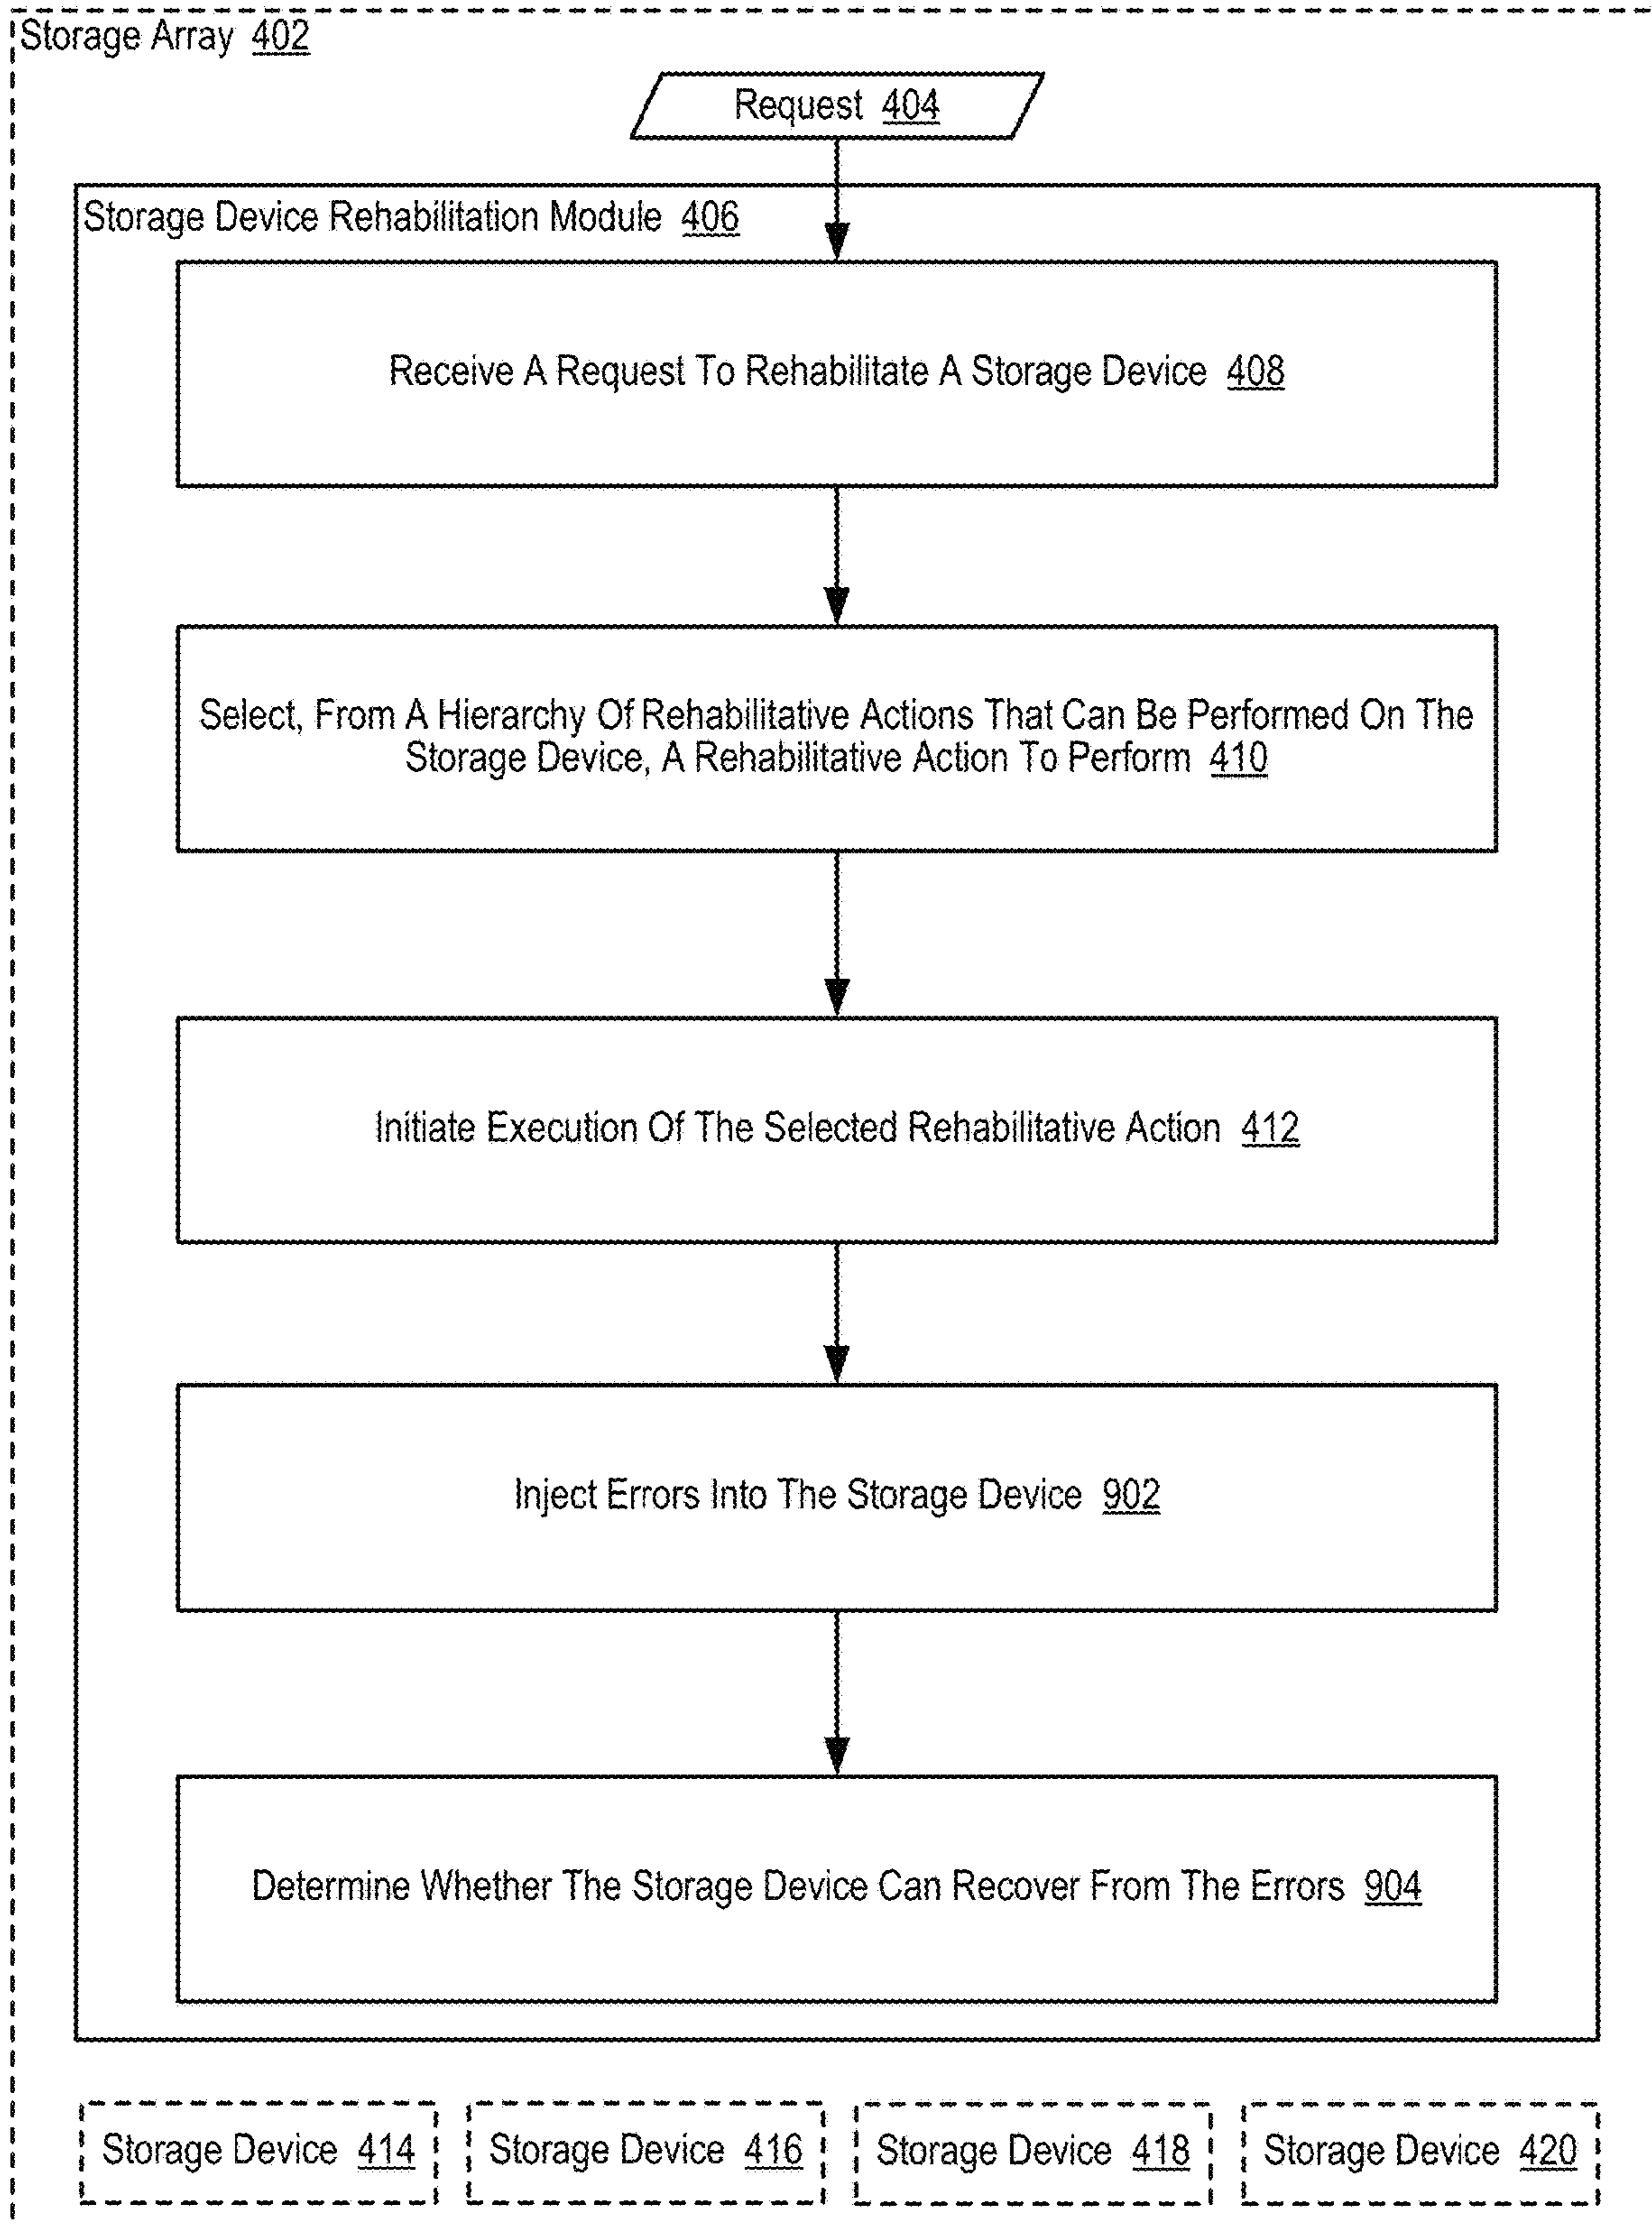 Storage Array 402
Request 404
Storage Device Rehabilitation Module 406
Receive A Request To Rehabilitate A Storage Device 408
Select, From A Hierarchy Of Rehabilitative Actions That Can Be Performed On The
Storage Device, A Rehabilitative Action To Perform 410
Initiate Execution Of The Selected Rehabilitative Action 412
Inject Errors Into The Storage Device 902
Determine Whether The Storage Device Can Recover From The Errors 904
Storage Device 414
Storage Device 416
Storage Device 418
Storage Device 420